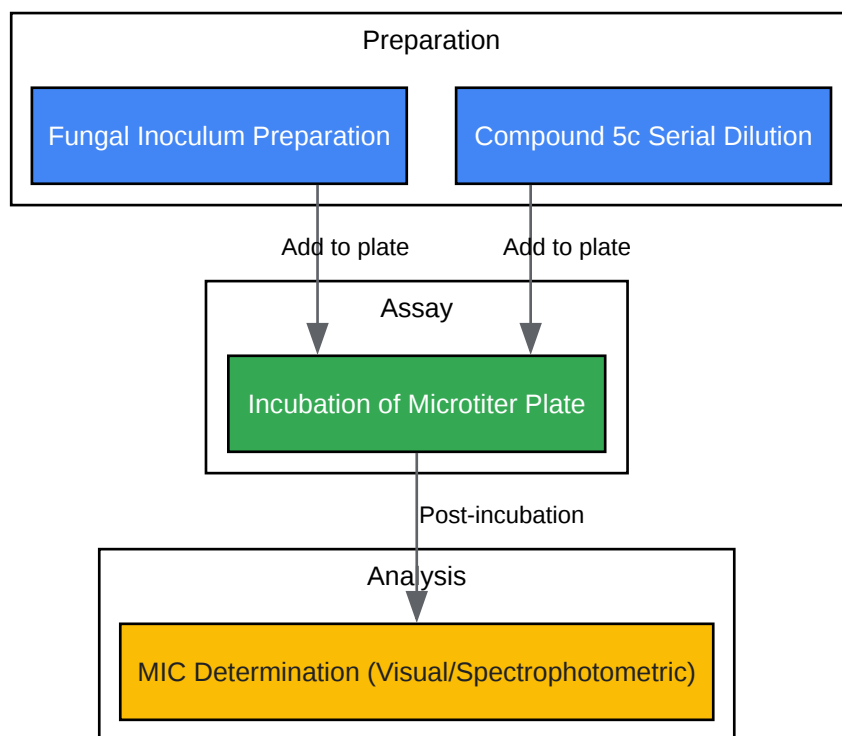 Preparation
Fungal Inoculum Preparation
Compound 5c Serial Dilution
Add to plate
Add to plate
Assay
Incubation of Microtiter Plate
Post-incubation
Analysis
MIC Determination (Visual/Spectrophotometric)